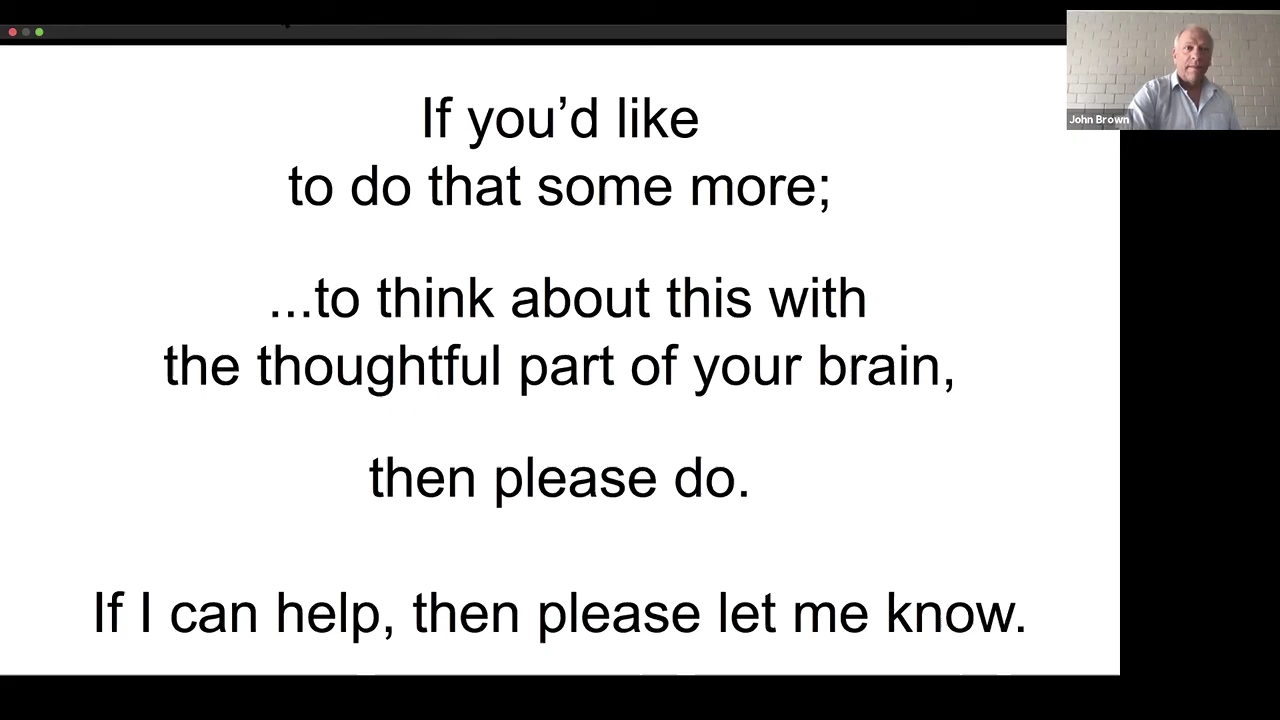 If you’d like
to do that some more;
...to think about this with
the thoughtful part of your brain,
then please do.
If I can help, then please let me know.
John Brown